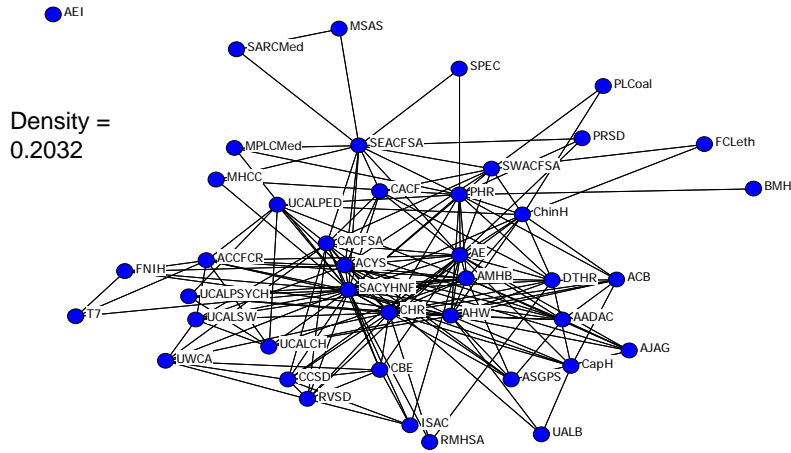 AEI
MSAS
SARCMed
SPEC
PLCoal
Density =
0.2032
PRSD
FCLeth
SEACFSA
MPLCMed
SWACFSA
MHCC
CACF
PHR
BMH
UCALPED
ChinH
CACFSA
AE
ACCFCR
ACYS
FNIH
AMHB
DTHR
ACB
SACYHNF
UCALPSYCH
T7
UCALSW
CHR
AHW
AADAC
UCALCH
AJAG
UWCA
CBE
CapH
CCSD
ASGPS
RVSD
ISAC
UALB
RMHSA